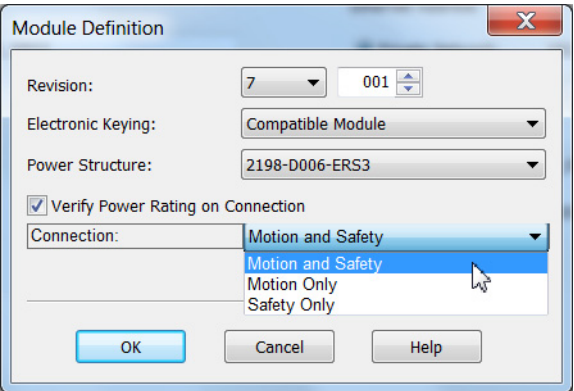 Module Definition
Revision: 7 001
Electronic Keying: Compatible Module
Power Structure: 2198-D006-ERS3
Verify Power Rating on Connection
Connection: Motion and Safety
Motion and Safety
Motion Only
Safety Only
OK Cancel Help